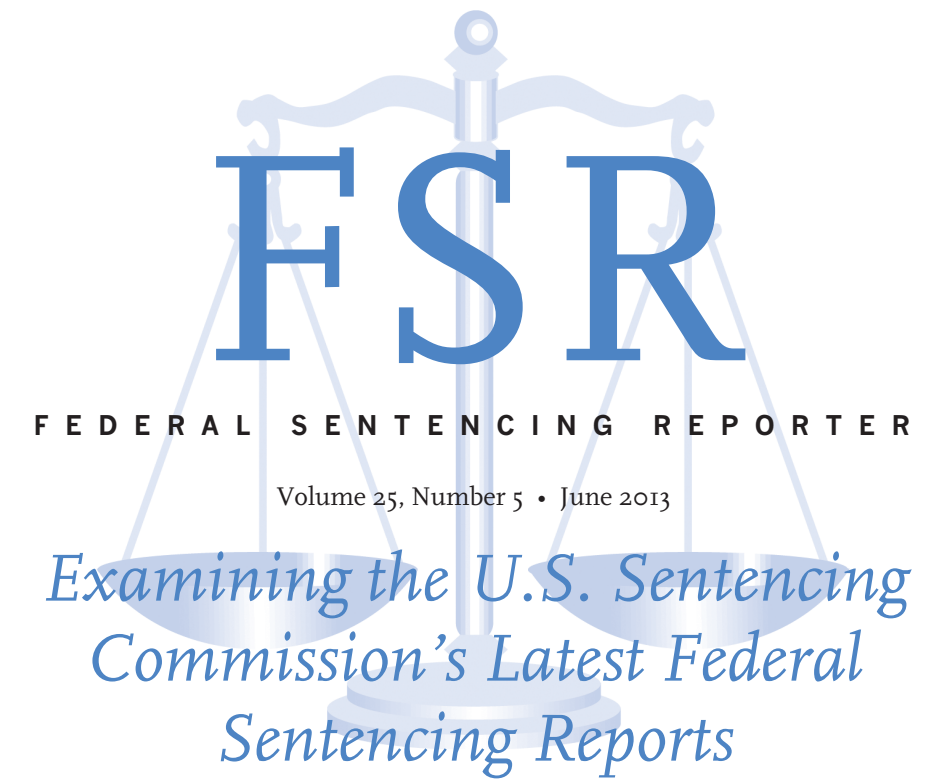 FSR
FEDERAL SENTENCING REPORTER
Volume 25, Number 5 • June 2013
Examining the U.S. Sentencing
Commission’s Latest Federal
Sentencing Reports